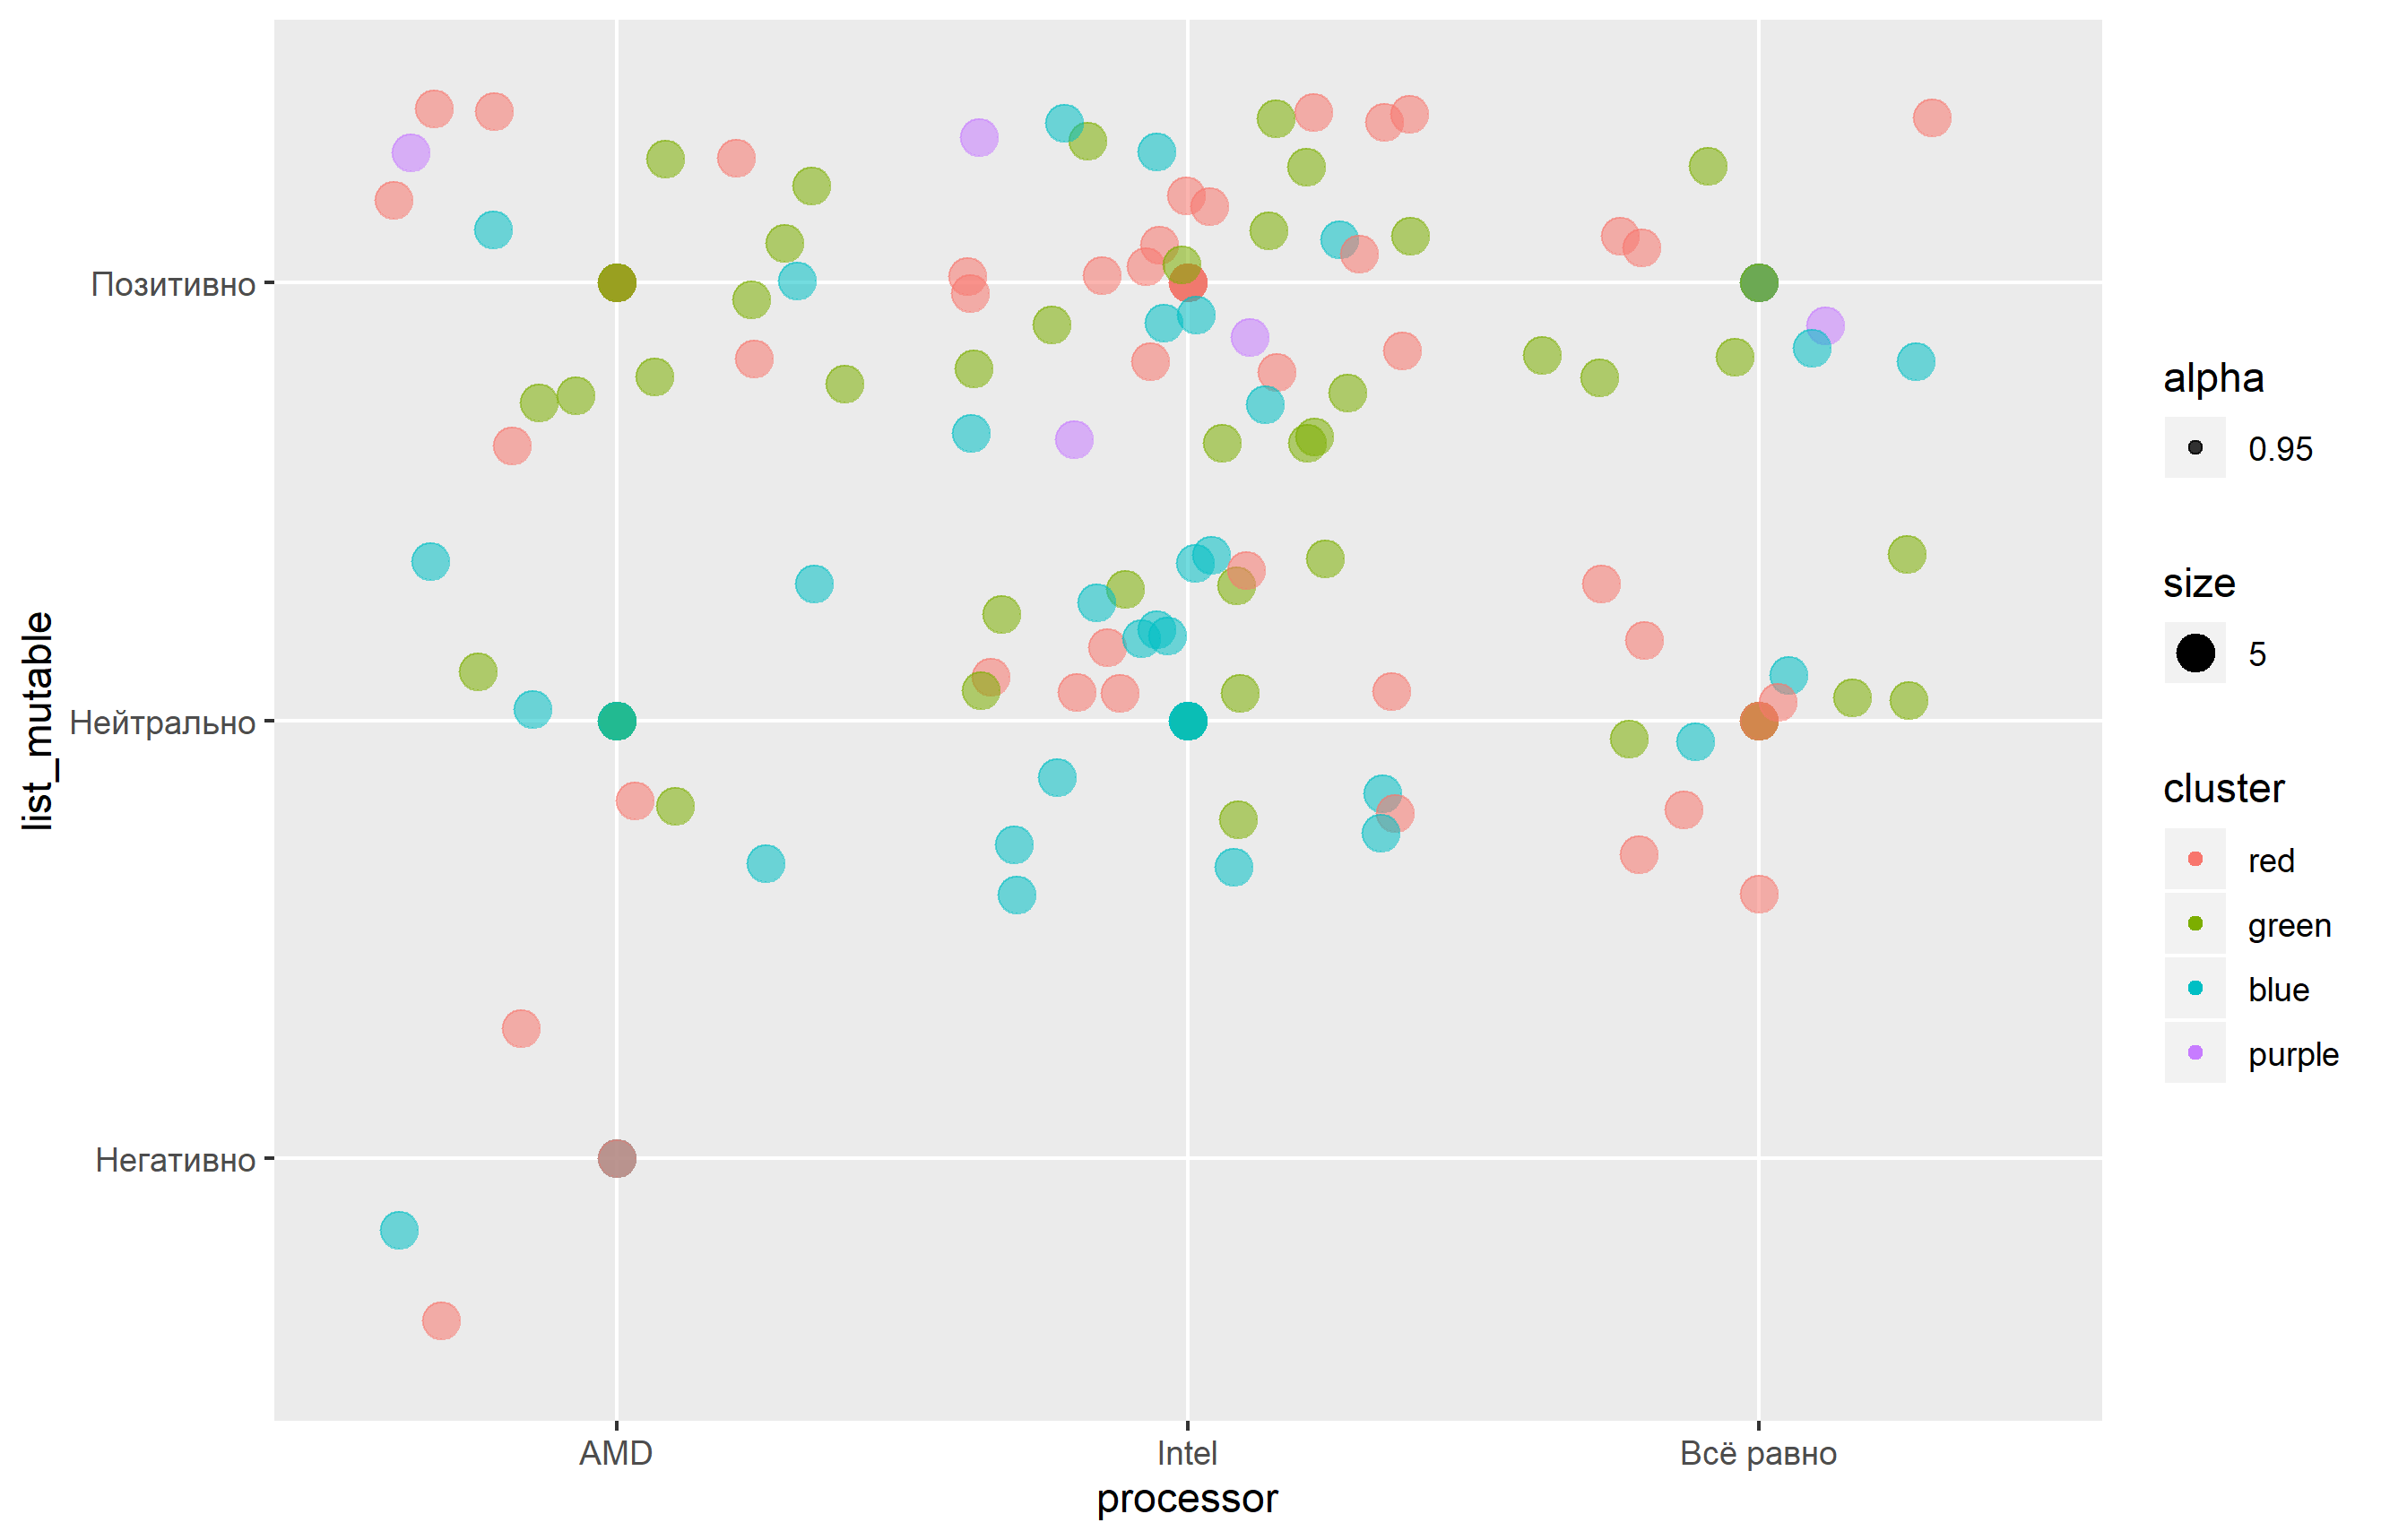 list_mutable
Позитивно
Нейтрально
Негативно
AMD
Intel
Всё равно
processor
alpha
0.95
size
5
cluster
red
green
blue
purple